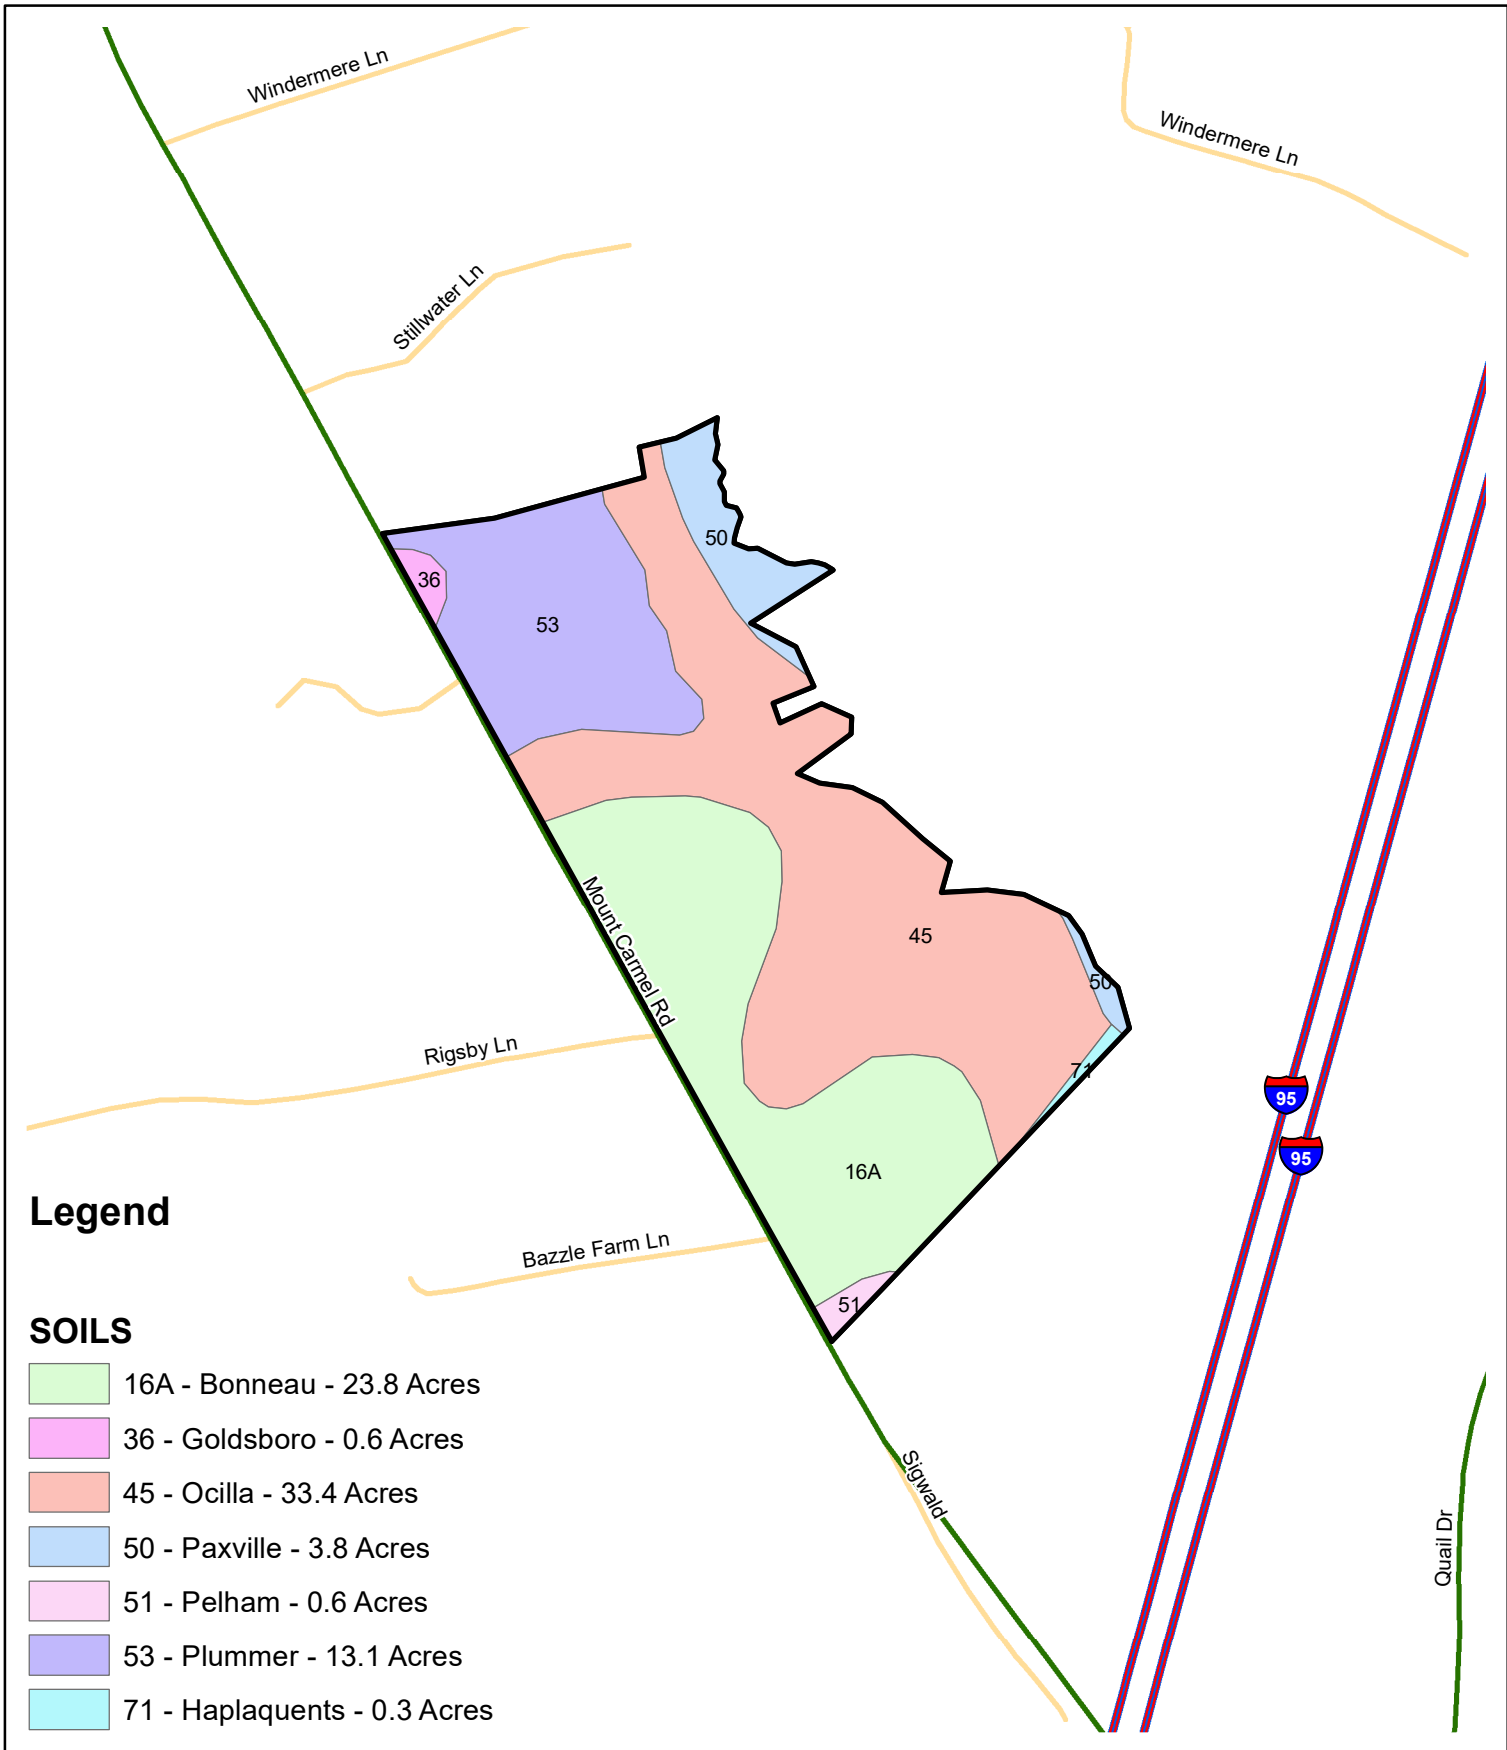 Windermere Ln
Windermere Ln
Stillwater Ln
50
36
53
Mount Carmel Rd
45
50
Rigsby Ln
71
95
95
16A
Bazzle Farm Ln
51
Sigwald
Quail Dr
Legend
SOILS
16A - Bonneau - 23.8 Acres
36 - Goldsboro - 0.6 Acres
45 - Ocilla - 33.4 Acres
50 - Paxville - 3.8 Acres
51 - Pelham - 0.6 Acres
53 - Plummer - 13.1 Acres
71 - Haplaquents - 0.3 Acres